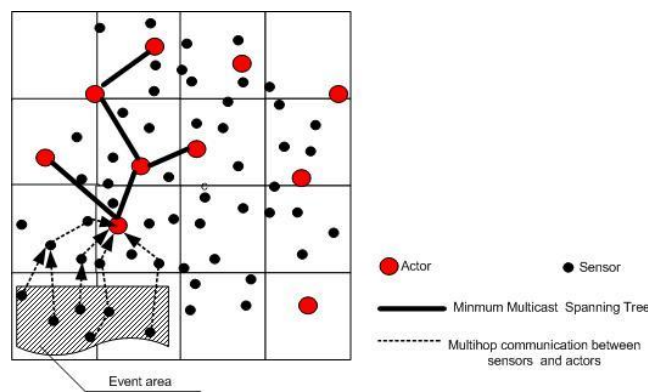 C
Actor
Sensor
Minmum Multicast Spanning Tree
Multihop communication between
sensors and actors
Event area